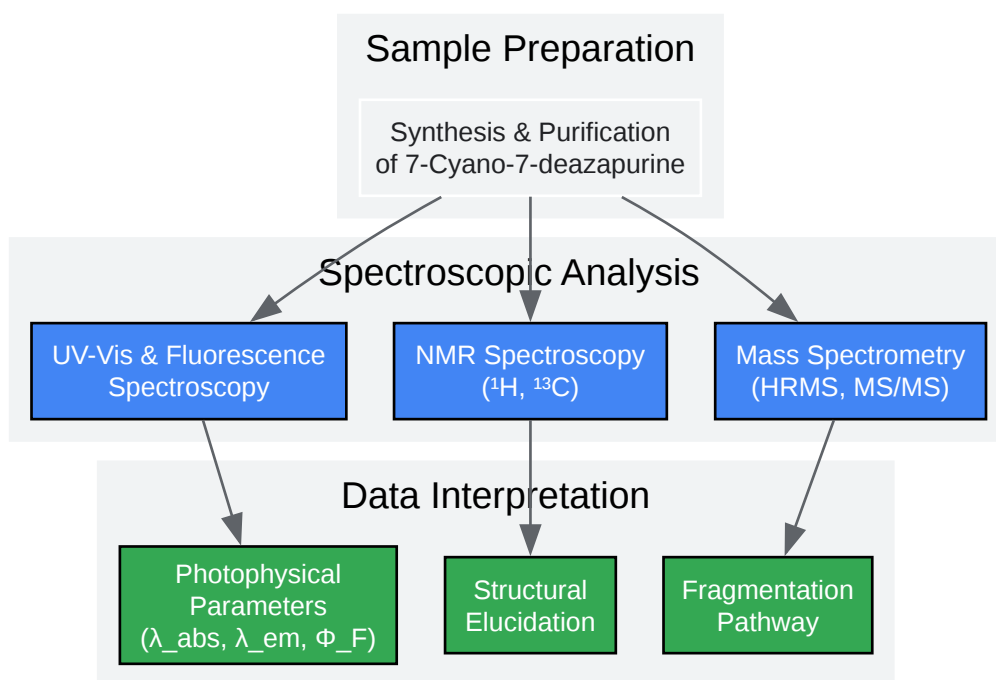 Sample Preparation
Synthesis & Purification
of 7-Cyano-7-deazapurine
Spectroscopic Analysis
UV-Vis & Fluorescence
Spectroscopy
NMR Spectroscopy
(¹H, ¹³C)
Mass Spectrometry
(HRMS, MS/MS)
Data Interpretation
Photophysical
Parameters
(λ_abs, λ_em, Φ_F)
Structural
Elucidation
Fragmentation
Pathway